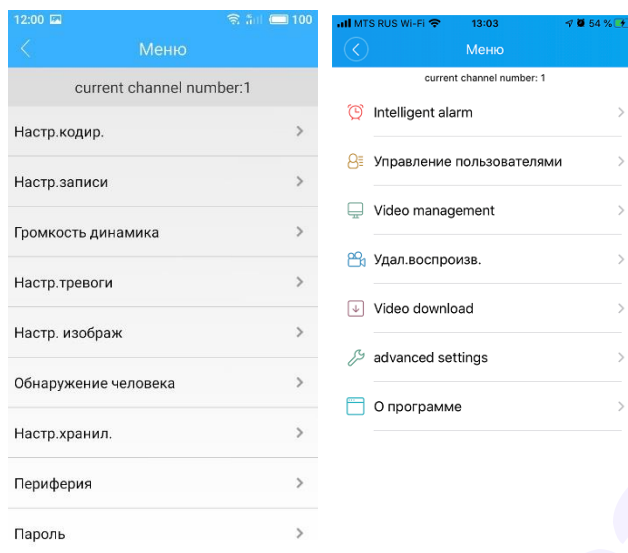 12:00 100
Меню
current channel number:1
Настр.кодир.
Настр.записи
Громкость динамика
Настр.тревоги
Настр. изображ
Обнаружение человека
Настр.хранил.
Периферия
Пароль
MTS RUS Wi-Fi 13:03 54 %
Меню
current channel number: 1
Intelligent alarm
Управление пользователями
Video management
Удал.воспроизв.
Video download
advanced settings
О программе